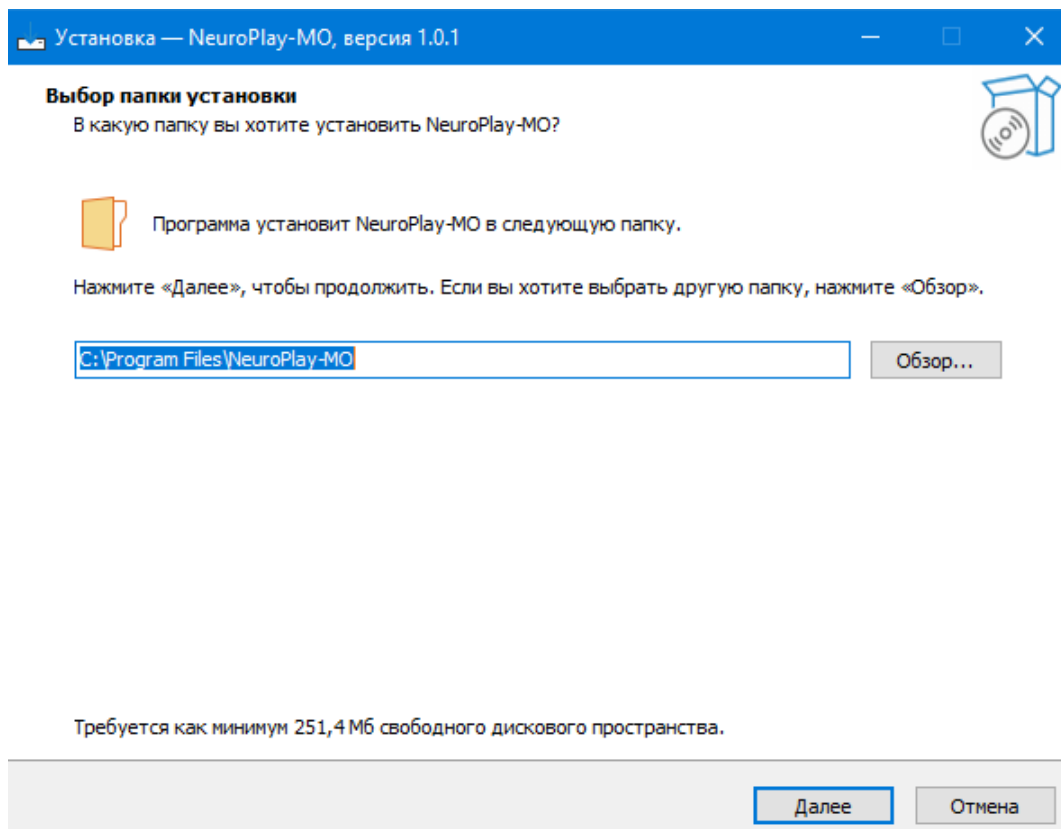 Установка — NeuroPlay-MO, версия 1.0.1
Выбор папки установки
В какую папку вы хотите установить NeuroPlay-MO?
Программа установит NeuroPlay-MO в следующую папку.
Нажмите «Далее», чтобы продолжить. Если вы хотите выбрать другую папку, нажмите «Обзор».
C:\Program Files\NeuroPlay-MO
Обзор...
Требуется как минимум 251,4 Мб свободного дискового пространства.
Далее
Отмена